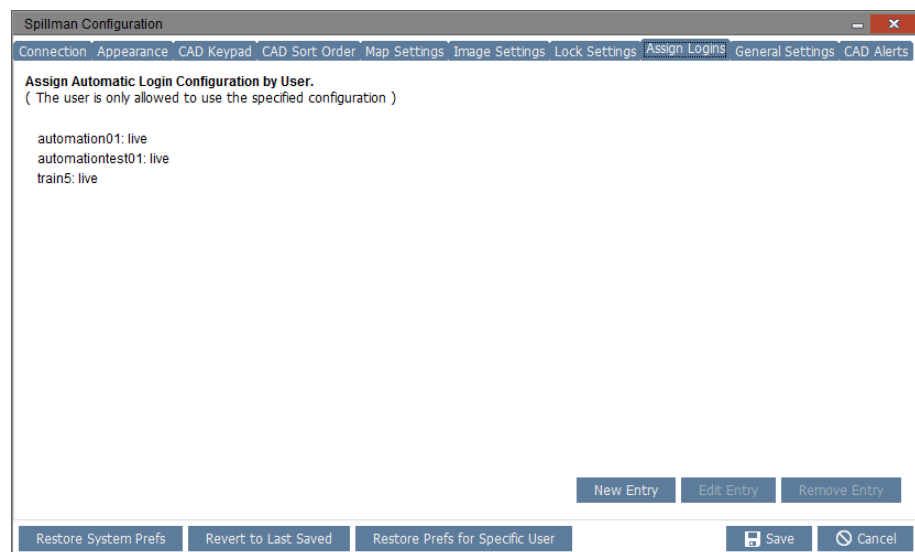 Spillman Configuration
Connection Appearance CAD Keypad CAD Sort Order Map Settings Image Settings Lock Settings Assign Logins General Settings CAD Alerts
Assign Automatic Login Configuration by User.
( The user is only allowed to use the specified configuration )
automation01: live
automationtest01: live
train5: live
New Entry Edit Entry Remove Entry
Restore System Prefs Revert to Last Saved Restore Prefs for Specific User Save Cancel